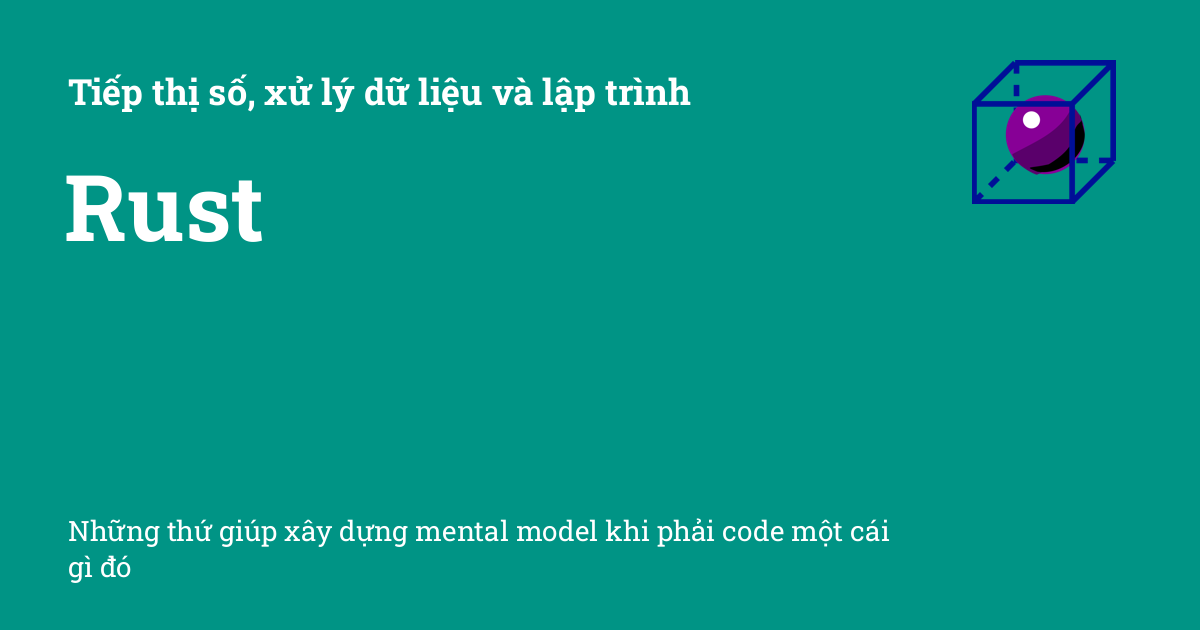 Tiếp thị số, xử lý dữ liệu và lập trình
Rust
Những thứ giúp xây dựng mental model khi phải code một cái
gì đó